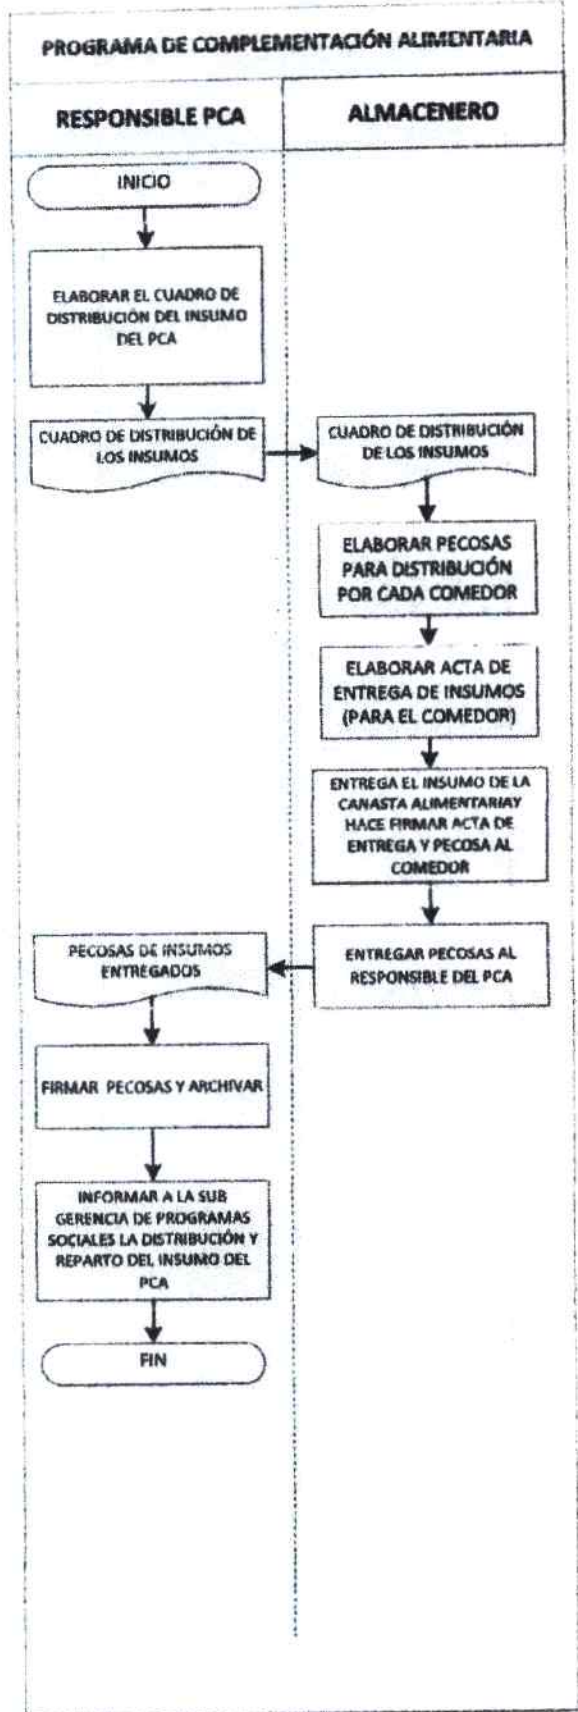 PROGRAMA DE COMPLEMENTACIÓN ALIMENTARIA
RESPONSIBLE PCA
ALMACENERO
INICIO
ELABORAR EL CUADRO DE
DISTRIBUCIÓN DEL INSUMO
DEL PCA
CUADRO DE DISTRIBUCIÓN DE
LOS INSUMOS
CUADRO DE DISTRIBUCIÓN
DE LOS INSUMOS
ELABORAR PECOSAS
PARA DISTRIBUCIÓN
POR CADA COMEDOR
ELABORAR ACTA DE
ENTREGA DE INSUMOS
(PARA EL COMEDOR)
ENTREGA EL INSUMO DE LA
CANASTA ALIMENTARIAY
HACE FIRMAR ACTA DE
ENTREGA Y PECOSA AL
COMEDOR
ENTREGAR PECOSAS AL
RESPONSIBLE DEL PCA
PECOSAS DE INSUMOS
ENTREGADOS
FIRMAR PECOSAS Y ARCHIVAR
INFORMAR A LA SUB
GERENCIA DE PROGRAMAS
SOCIALES LA DISTRIBUCIÓN Y
REPARTO DEL INSUMO DEL
PCA
FIN